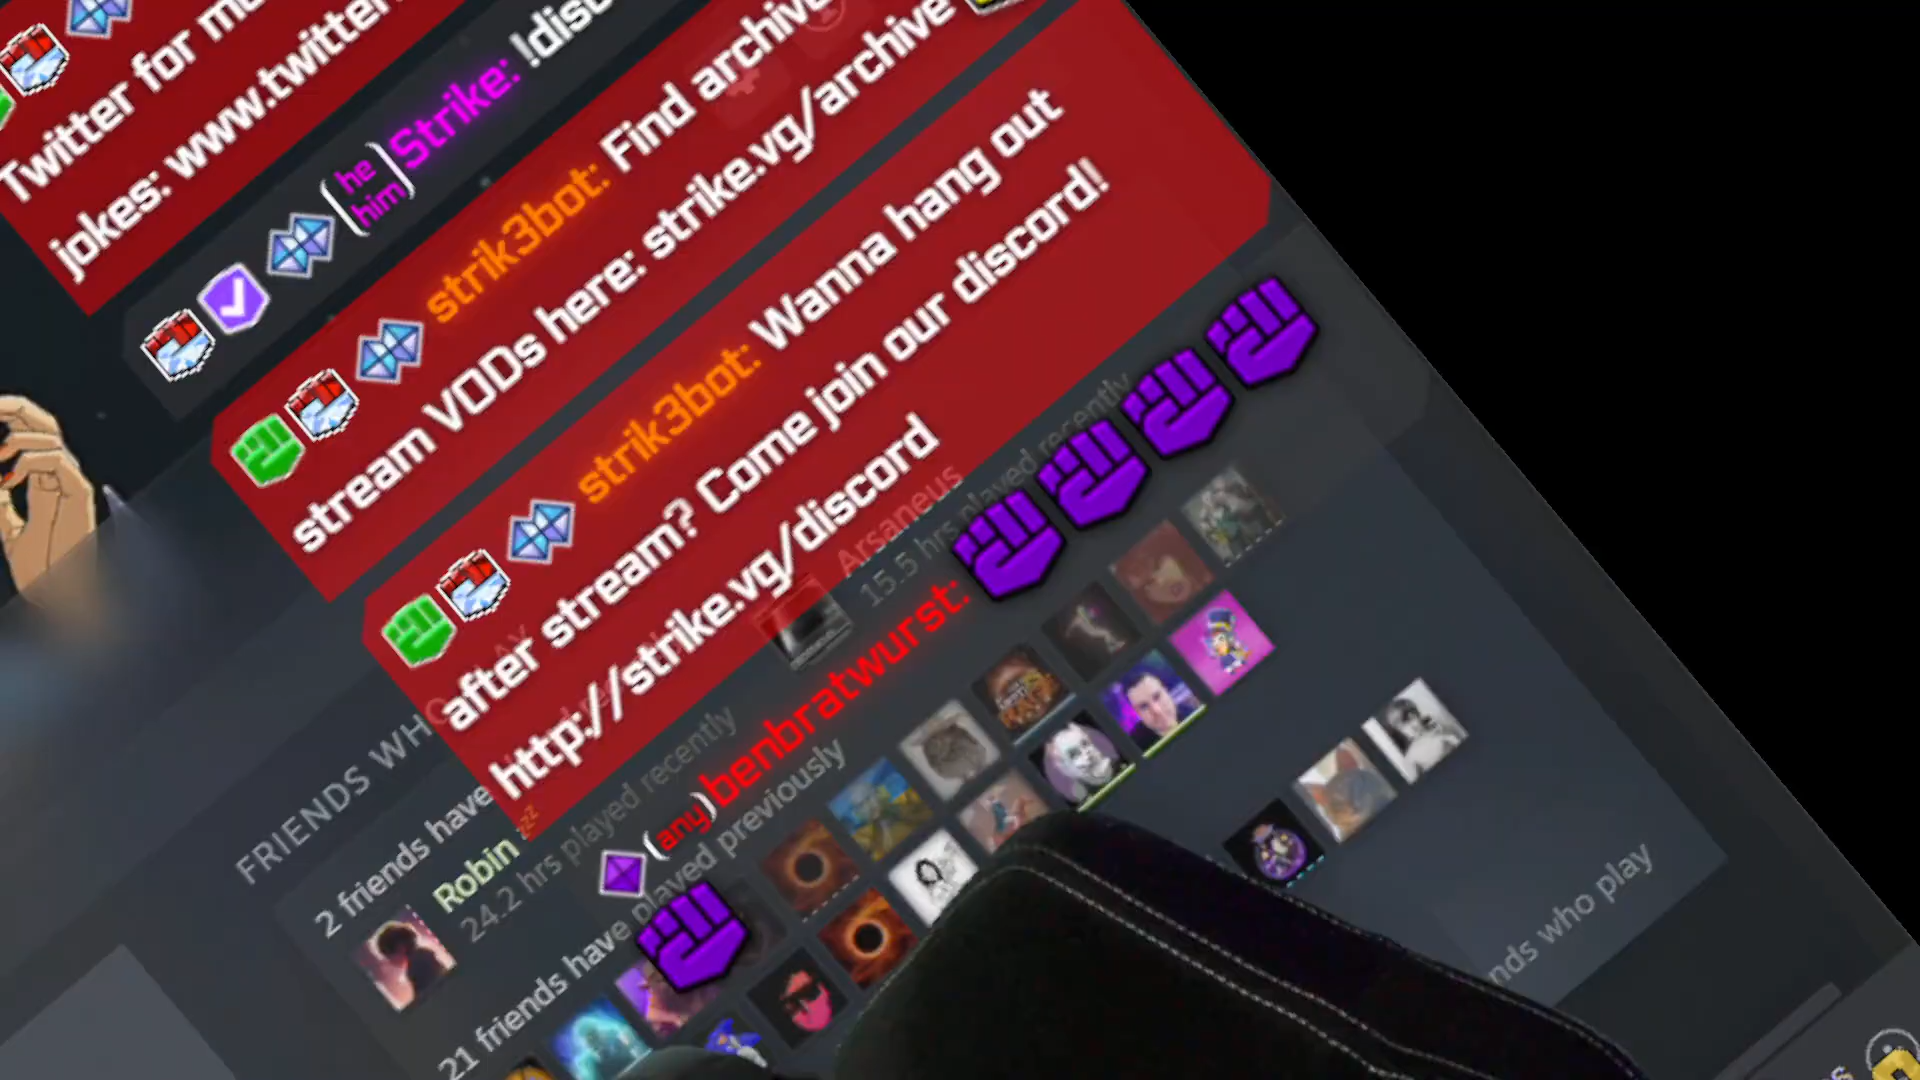 Twitter for
jokes: www.twitter
(he him) Strike: !disc
strik3bot: Find archive
stream VODs here: strike.vg/archive
strik3bot: Wanna hang out
after stream? Come join our discord!
http://strike.vg/discord
(any) benbratwurst:
FRIENDS WHO
2 friends have
Robin zzZ
24.2 hrs played recently
Arsaneus
15.5 hrs played recently
21 friends have played previously
nds who play